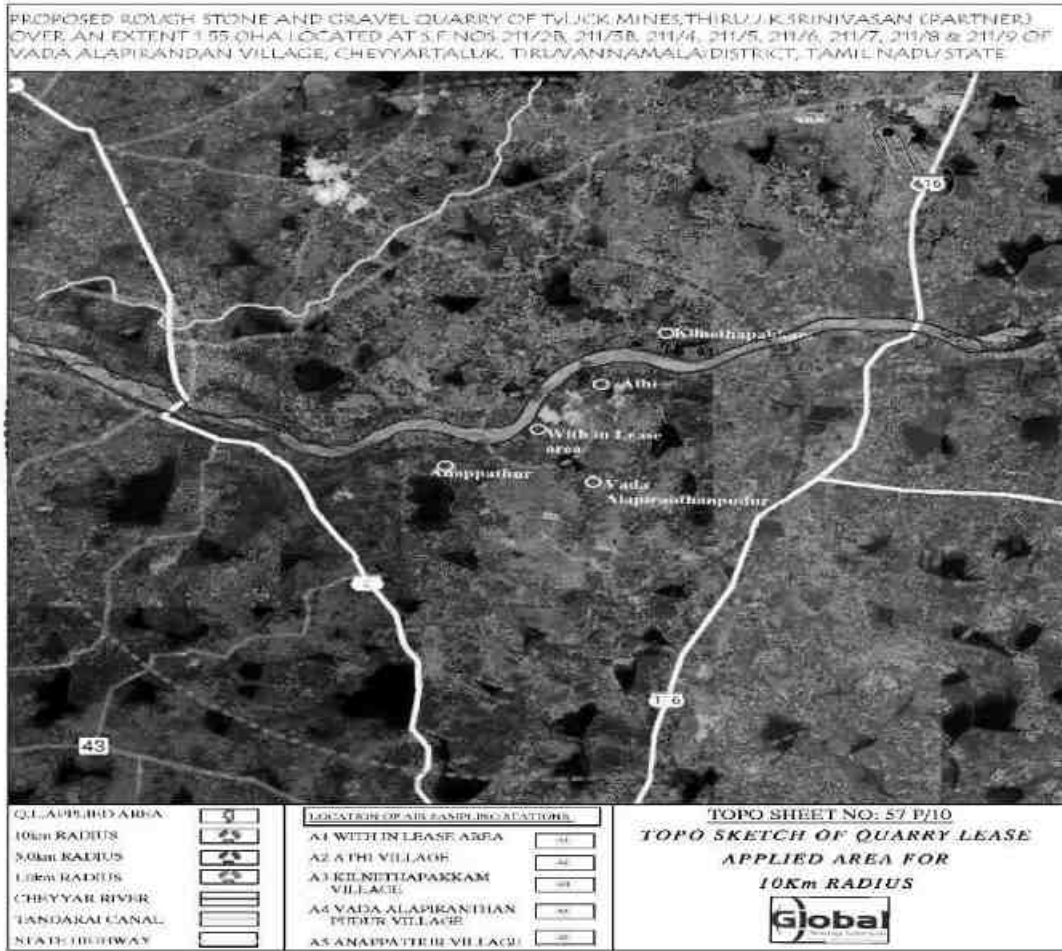 PROPOSED ROUGH STONE AND GRAVEL QUARRY OF TVl.JCK MINES,THIRU.J.K.SRINIVASAN (PARTNER)
OVER AN EXTENT 1.55.0HA LOCATED AT S.F.NOS 211/2B, 211/3B, 211/4, 211/5, 211/6, 211/7, 211/8 & 211/9 OF
VADA ALAPIRANDAN VILLAGE, CHEYYAR TALUK, TIRUVANNAMALAI DISTRICT, TAMIL NADU STATE
Kilnethapakkam
Athi
With in Lease
area
Anappathur
Vada
Alapiranthanpudur
43
Q.L.APPLIED AREA
10km RADIUS
5.0km RADIUS
1.0km RADIUS
CHEYYAR RIVER
TANDARAI CANAL
STATE HIGHWAY
LOCATION OF AIR SAMPLING STATIONS
A1 WITH IN LEASE AREA
A2 ATHI VILLAGE
A3 KILNETHAPAKKAM
VILLAGE
A4 VADA ALAPIRANTHAN
PUDUR VILLAGE
A5 ANAPPATHUR VILLAGE
TOPO SHEET NO: 57 P/10
TOPO SKETCH OF QUARRY LEASE
APPLIED AREA FOR
10Km RADIUS
Global